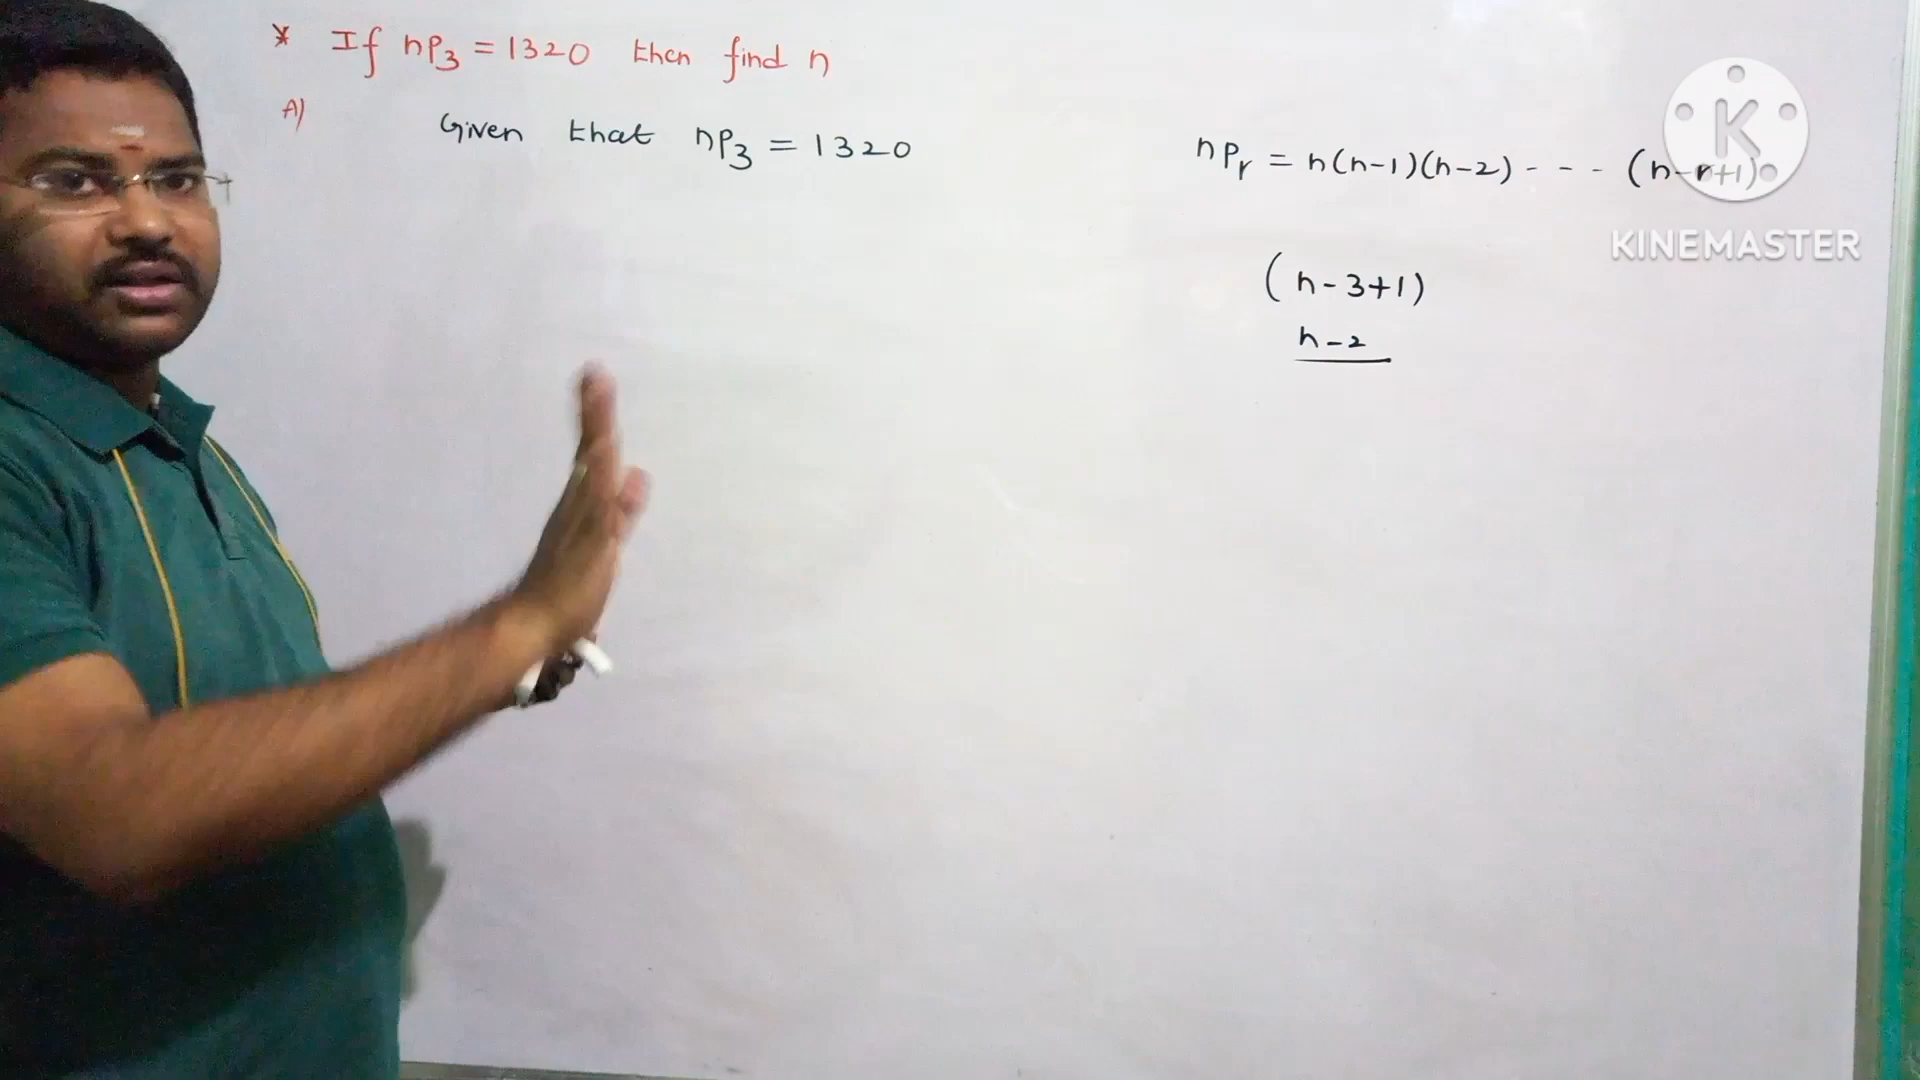 * If nP3 = 1320 then find n
A) Given that nP3 = 1320
nPr = n(n-1)(n-2) - - - (n-r+1)
(n-3+1)
n-2
K
KINEMASTER